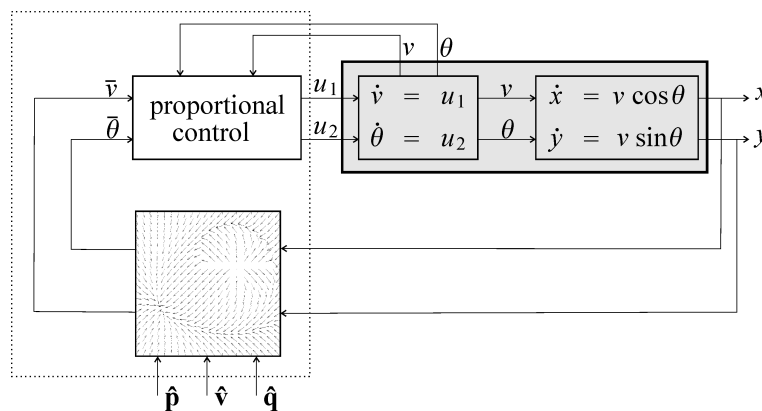 v θ
v̄ u₁ v̇ = u₁ v ẋ = v cosθ x
proportional
control
θ̄ u₂ θ̇ = u₂ θ ẏ = v sinθ y
p̂ v̂ q̂